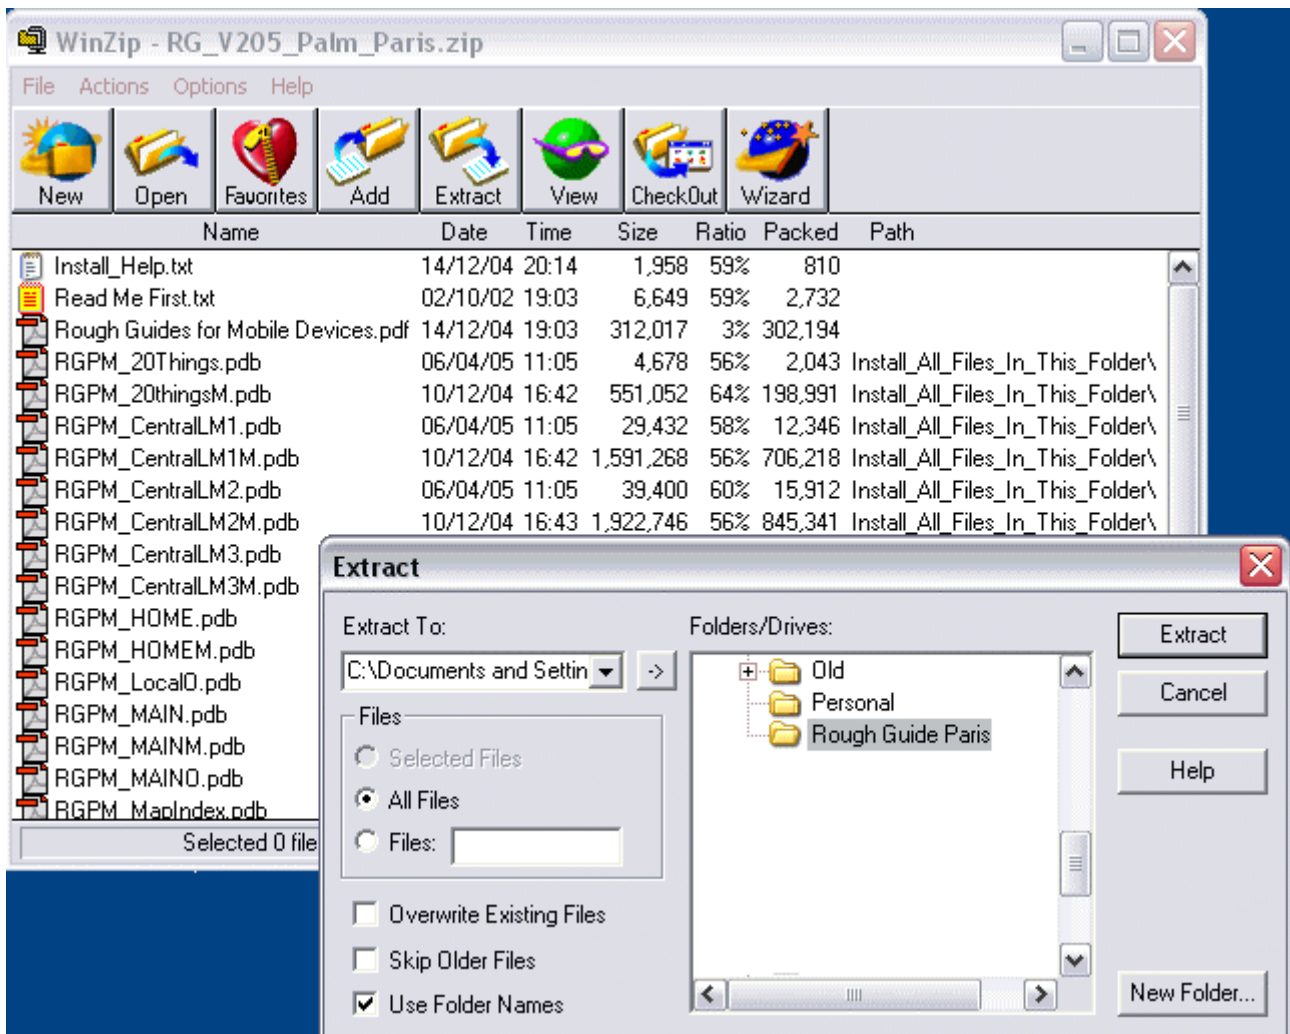 WinZip - RG_V205_Palm_Paris.zip
File Actions Options Help
New Open Favorites Add Extract View CheckOut Wizard
Name Date Time Size Ratio Packed Path
Install_Help.txt 14/12/04 20:14 1,958 59% 810
Read Me First.txt 02/10/02 19:03 6,649 59% 2,732
Rough Guides for Mobile Devices.pdf 14/12/04 19:03 312,017 3% 302,194
RGPM_20Things.pdb 06/04/05 11:05 4,678 56% 2,043 Install_All_Files_In_This_Folder\
RGPM_20thingsM.pdb 10/12/04 16:42 551,052 64% 198,991 Install_All_Files_In_This_Folder\
RGPM_CentralLM1.pdb 06/04/05 11:05 29,432 58% 12,346 Install_All_Files_In_This_Folder\
RGPM_CentralLM1M.pdb 10/12/04 16:42 1,591,268 56% 706,218 Install_All_Files_In_This_Folder\
RGPM_CentralLM2.pdb 06/04/05 11:05 39,400 60% 15,912 Install_All_Files_In_This_Folder\
RGPM_CentralLM2M.pdb 10/12/04 16:43 1,922,746 56% 845,341 Install_All_Files_In_This_Folder\
RGPM_CentralLM3.pdb
RGPM_CentralLM3M.pdb
RGPM_HOME.pdb
RGPM_HOMEM.pdb
RGPM_LocalO.pdb
RGPM_MAIN.pdb
RGPM_MAINM.pdb
RGPM_MAINO.pdb
RGPM_MapIndex.pdb
Selected 0 file
Extract
Extract To:
C:\Documents and Settin
->
Files
Selected Files
All Files
Files:
Overwrite Existing Files
Skip Older Files
Use Folder Names
Folders/Drives:
Old
Personal
Rough Guide Paris
Extract
Cancel
Help
New Folder...